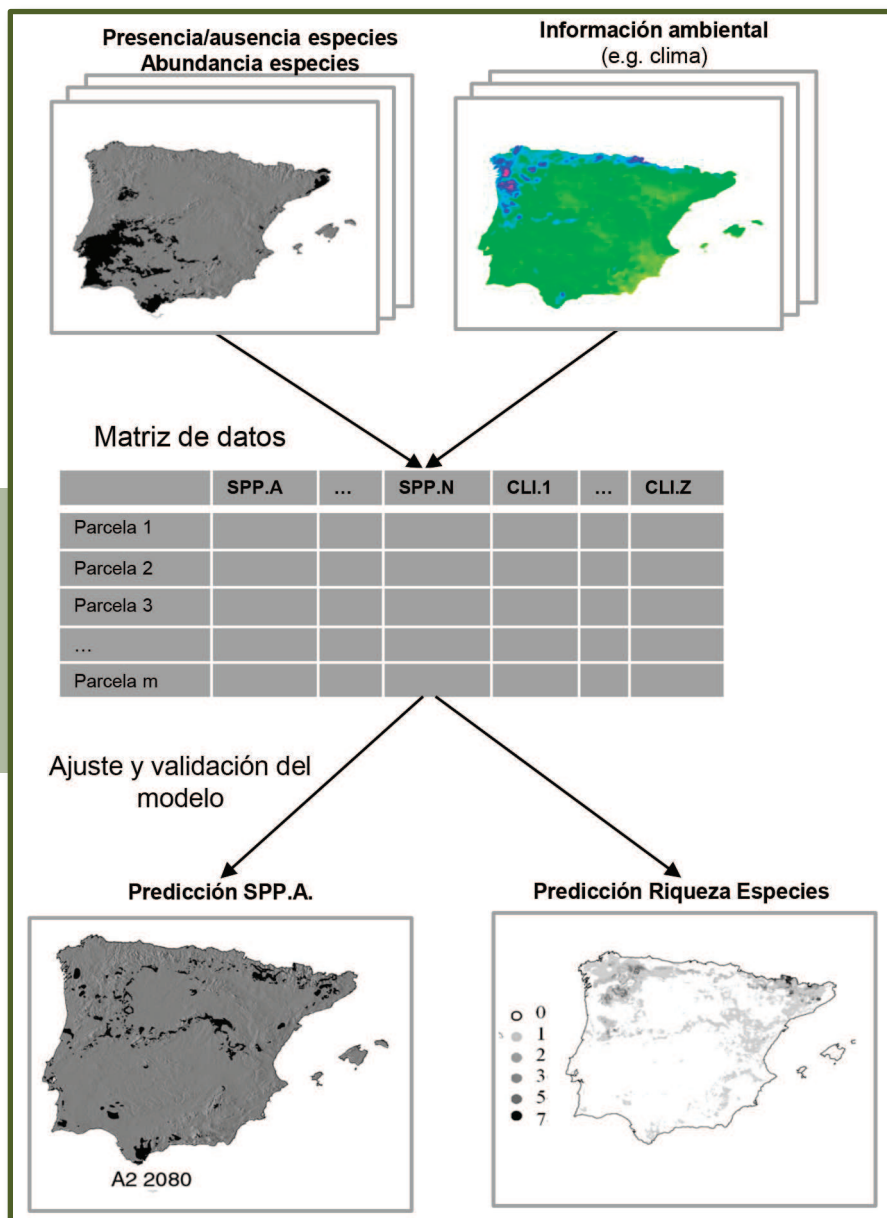 Presencia/ausencia especies
Abundancia especies
Información ambiental
(e.g. clima)
Matriz de datos
SPP.A … SPP.N CLI.1 … CLI.Z
Parcela 1
Parcela 2
Parcela 3
…
Parcela m
Ajuste y validación del
modelo
Predicción SPP.A.
Predicción Riqueza Especies
A2 2080
0
1
2
3
5
7